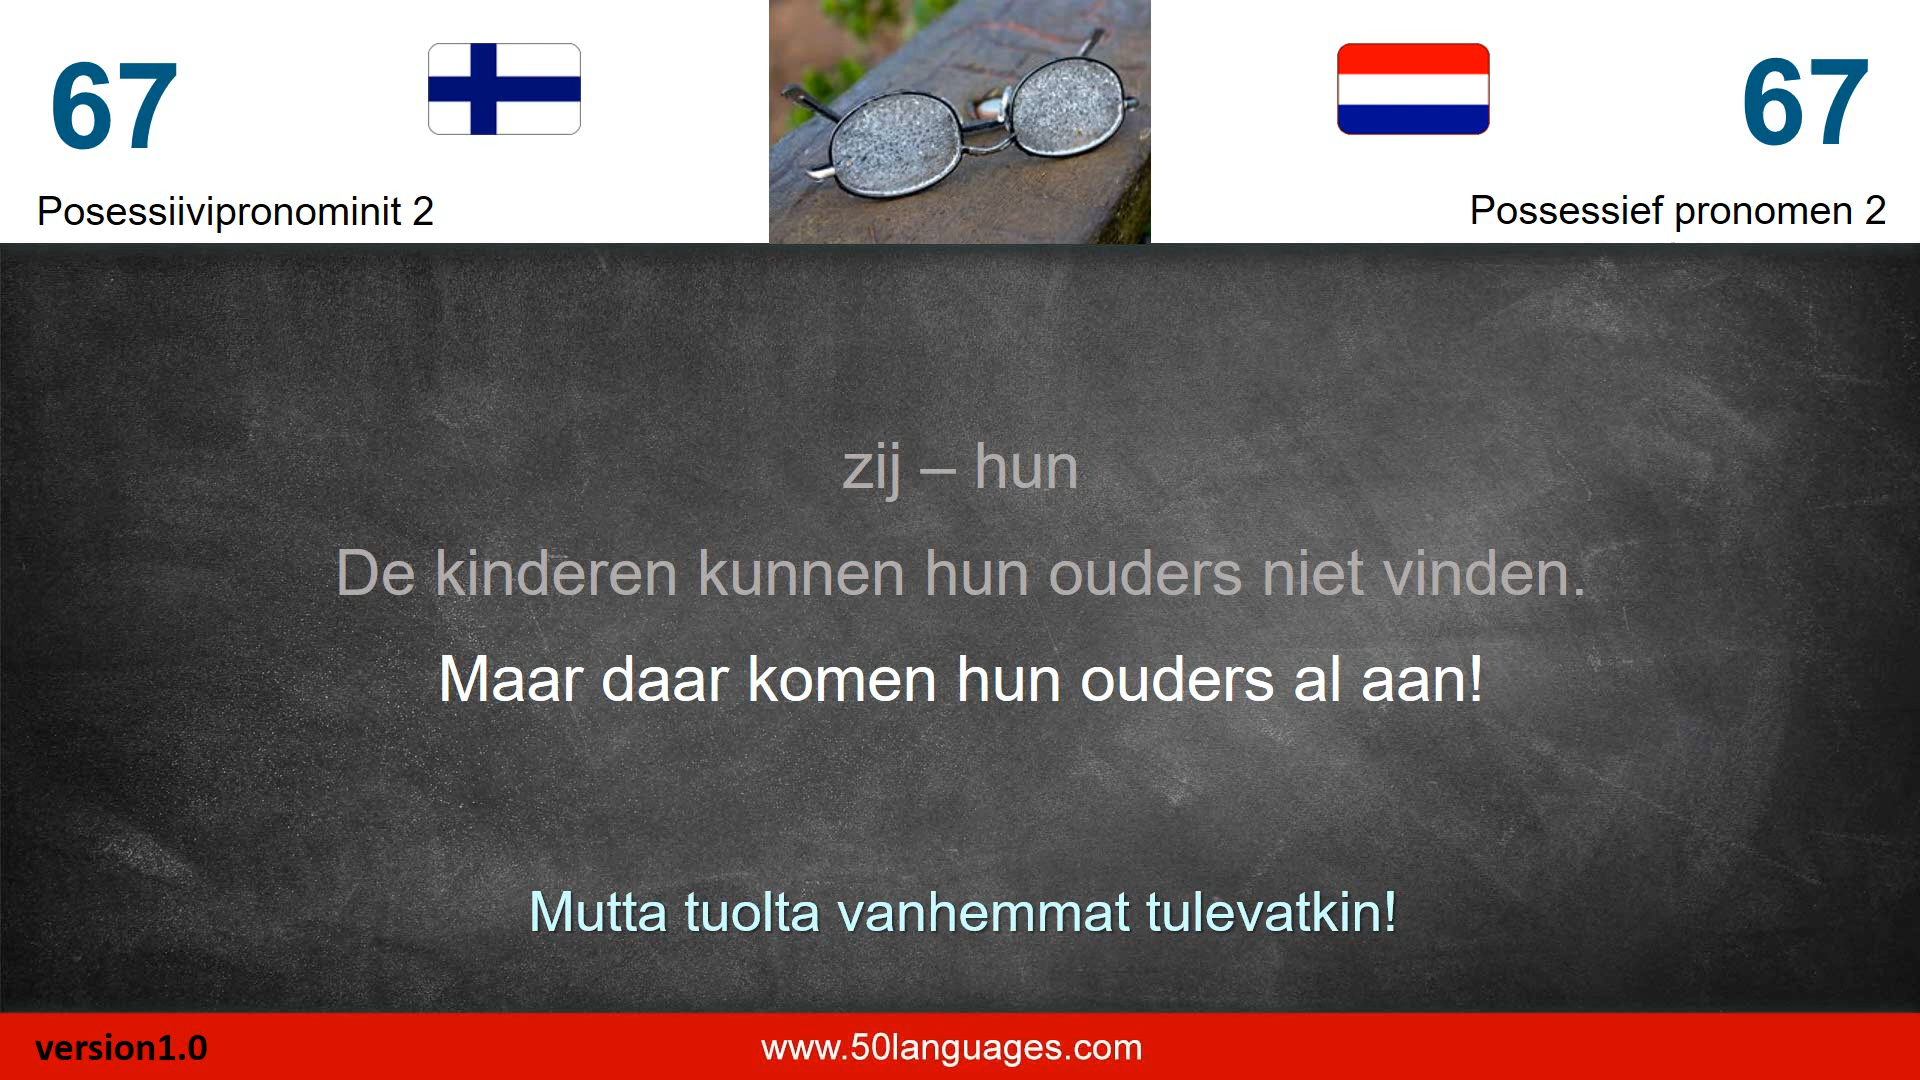 67
67
Posessiivipronominit 2
Possessief pronomen 2
zij – hun
De kinderen kunnen hun ouders niet vinden.
Maar daar komen hun ouders al aan!
Mutta tuolta vanhemmat tulevatkin!
version1.0
www.50languages.com